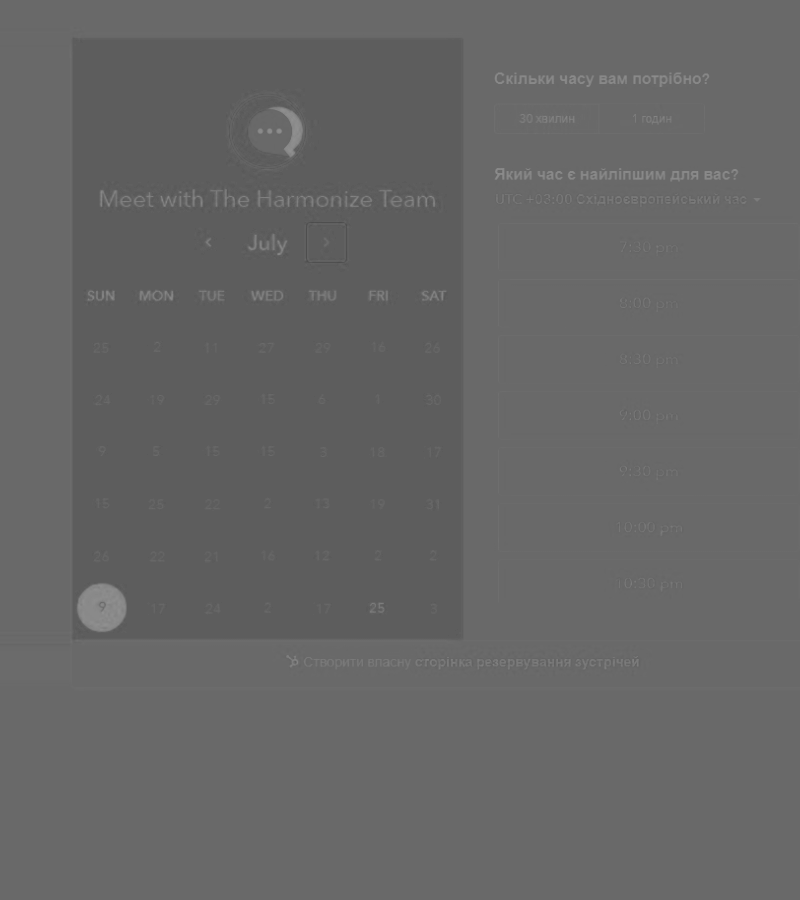 Meet with The Harmonize Team
July
SUN MON TUE WED THU FRI SAT
25 2 11 27 29 16 26
24 19 29 15 6 1 30
9 5 15 15 3 18 17
15 25 22 2 13 19 31
26 22 21 16 12 2 2
9 17 24 2 17 25 3
Скільки часу вам потрібно?
30 хвилин 1 годин
Який час є найліпшим для вас?
UTC +03:00 Східноєвропейський час
7:30 pm
8:00 pm
8:30 pm
9:00 pm
9:30 pm
10:00 pm
10:30 pm
Створити власну сторінка резервування зустрічей